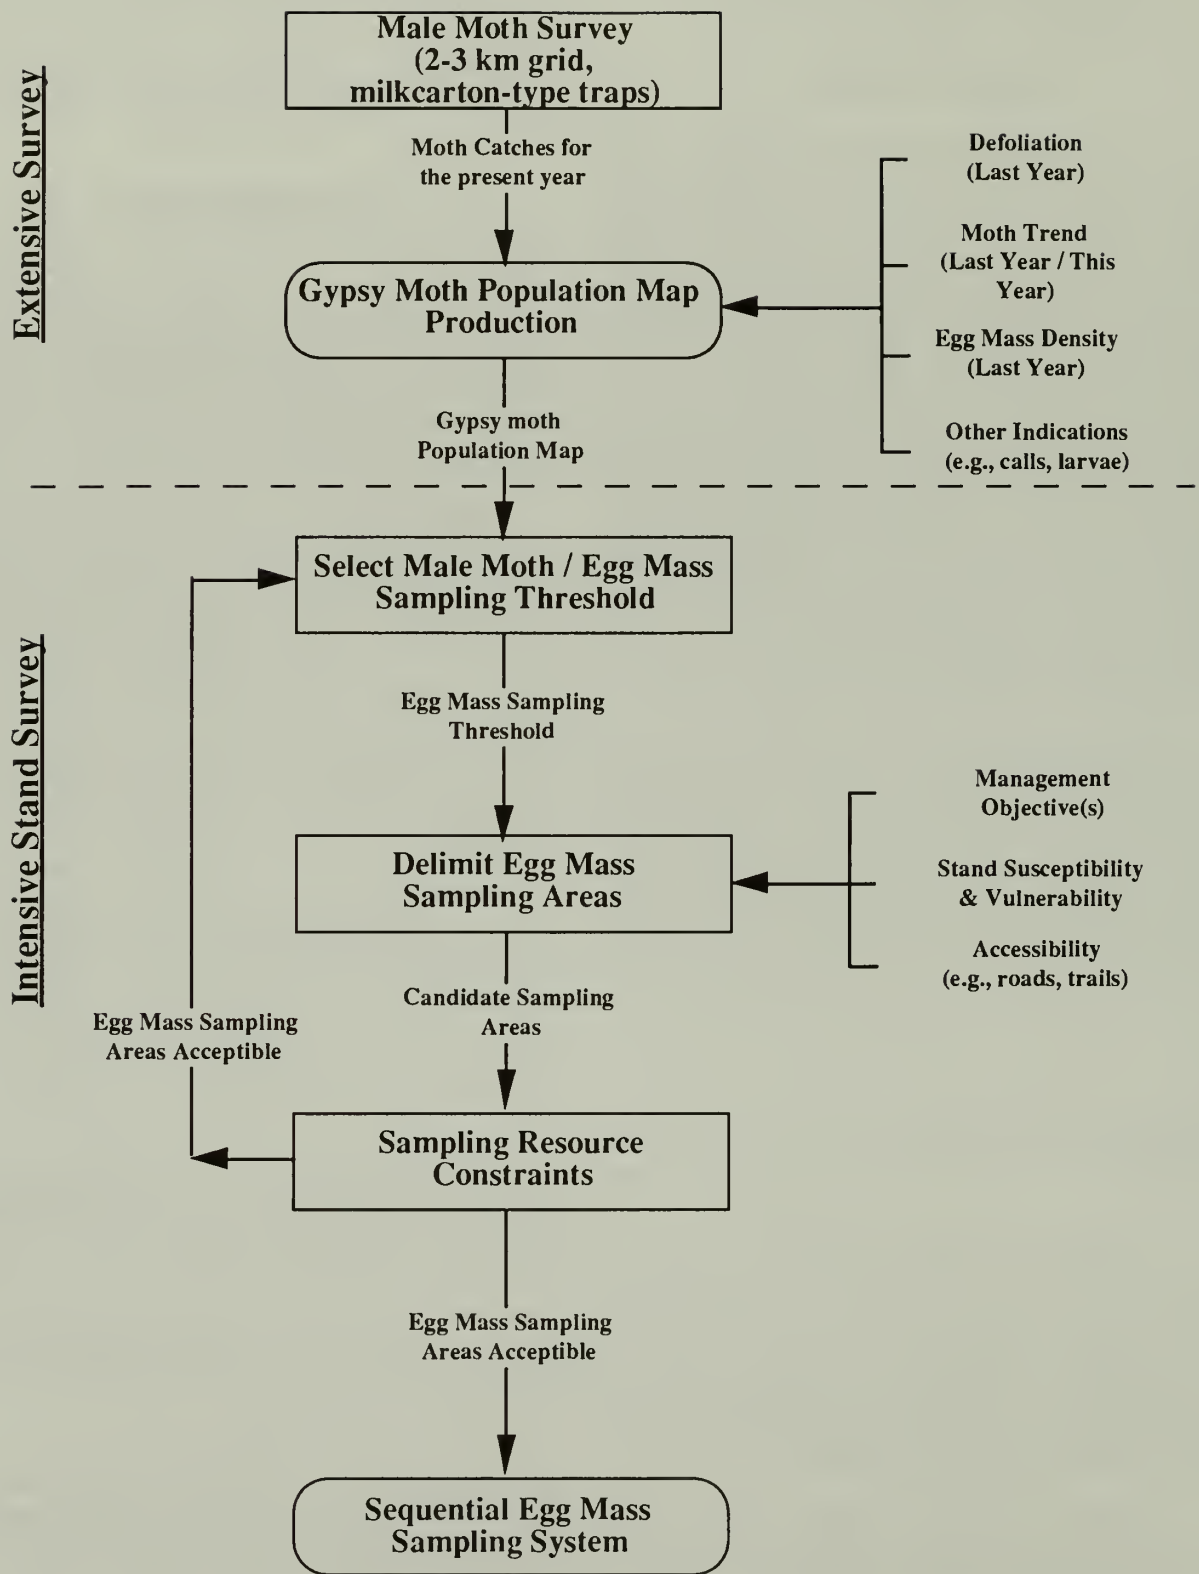 Extensive Survey
Male Moth Survey
(2-3 km grid,
milkcarton-type traps)
Moth Catches for
the present year
Gypsy Moth Population Map
Production
Defoliation
(Last Year)
Moth Trend
(Last Year / This
Year)
Egg Mass Density
(Last Year)
Other Indications
(e.g., calls, larvae)
Gypsy moth
Population Map
Intensive Stand Survey
Select Male Moth / Egg Mass
Sampling Threshold
Egg Mass Sampling
Threshold
Delimit Egg Mass
Sampling Areas
Management
Objective(s)
Stand Susceptibility
& Vulnerability
Accessibility
(e.g., roads, trails)
Candidate Sampling
Areas
Egg Mass Sampling
Areas Acceptible
Sampling Resource
Constraints
Egg Mass Sampling
Areas Acceptible
Sequential Egg Mass
Sampling System